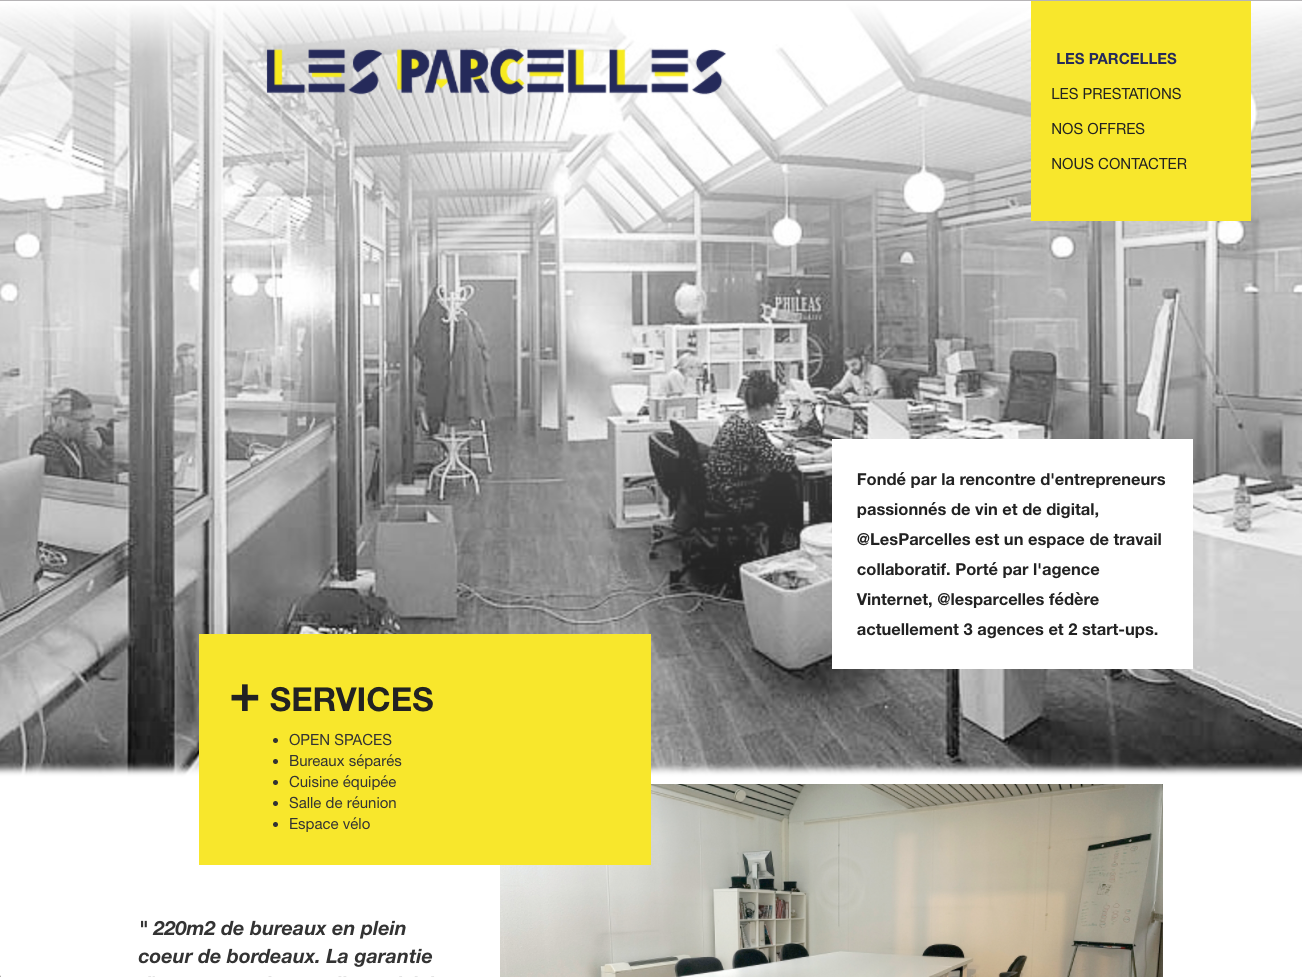 LES PARCELLES
LES PARCELLES
LES PRESTATIONS
NOS OFFRES
NOUS CONTACTER
PHILEAS
Fondé par la rencontre d'entrepreneurs
passionnés de vin et de digital,
@LesParcelles est un espace de travail
collaboratif. Porté par l'agence
Vinternet, @lesparcelles fédère
actuellement 3 agences et 2 start-ups.
+ SERVICES
• OPEN SPACES
• Bureaux séparés
• Cuisine équipée
• Salle de réunion
• Espace vélo
" 220m2 de bureaux en plein
coeur de bordeaux. La garantie